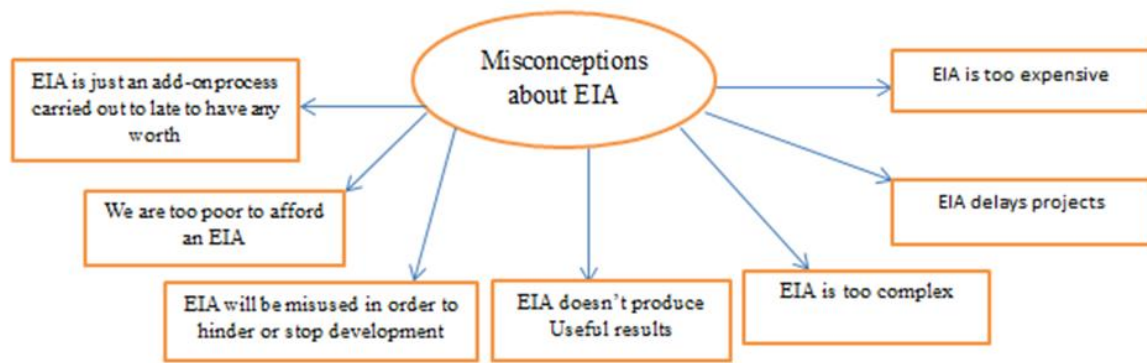 Misconceptions
about EIA
EIA is just an add-on process
carried out to late to have any
worth
We are too poor to afford
an EIA
EIA will be misused in order to
hinder or stop development
EIA doesn't produce
Useful results
EIA is too complex
EIA delays projects
EIA is too expensive